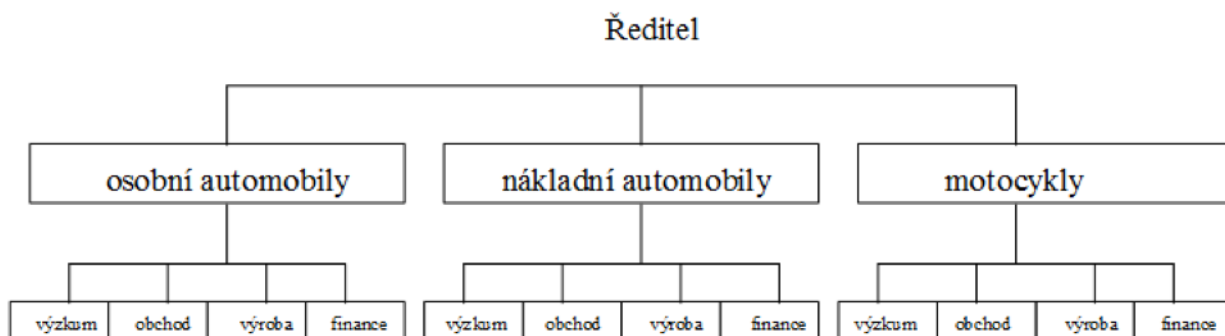 Ředitel
osobní automobily nákladní automobily motocykly
výzkum obchod výroba finance výzkum obchod výroba finance výzkum obchod výroba finance